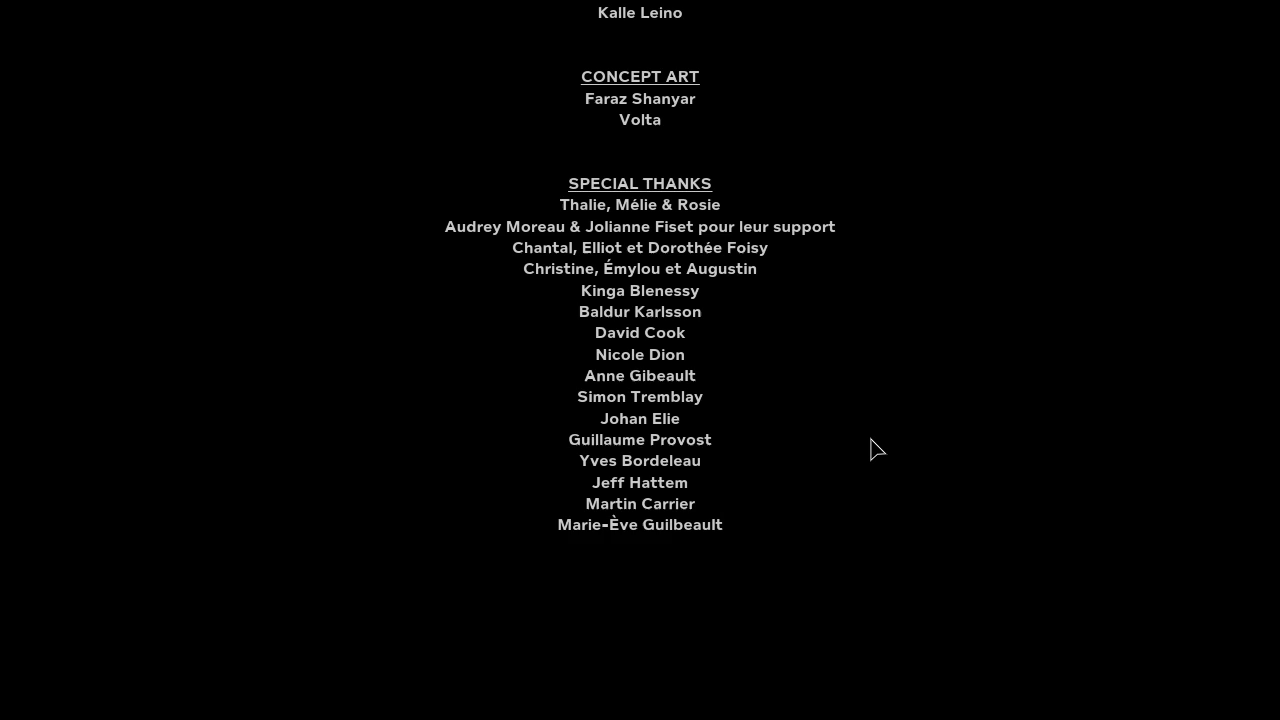 Kalle Leino
CONCEPT ART
Faraz Shanyar
Volta
SPECIAL THANKS
Thalie, Mélie & Rosie
Audrey Moreau & Jolianne Fiset pour leur support
Chantal, Elliot et Dorothée Foisy
Christine, Émylou et Augustin
Kinga Blenessy
Baldur Karlsson
David Cook
Nicole Dion
Anne Gibeault
Simon Tremblay
Johan Elie
Guillaume Provost
Yves Bordeleau
Jeff Hattem
Martin Carrier
Marie-Ève Guilbeault